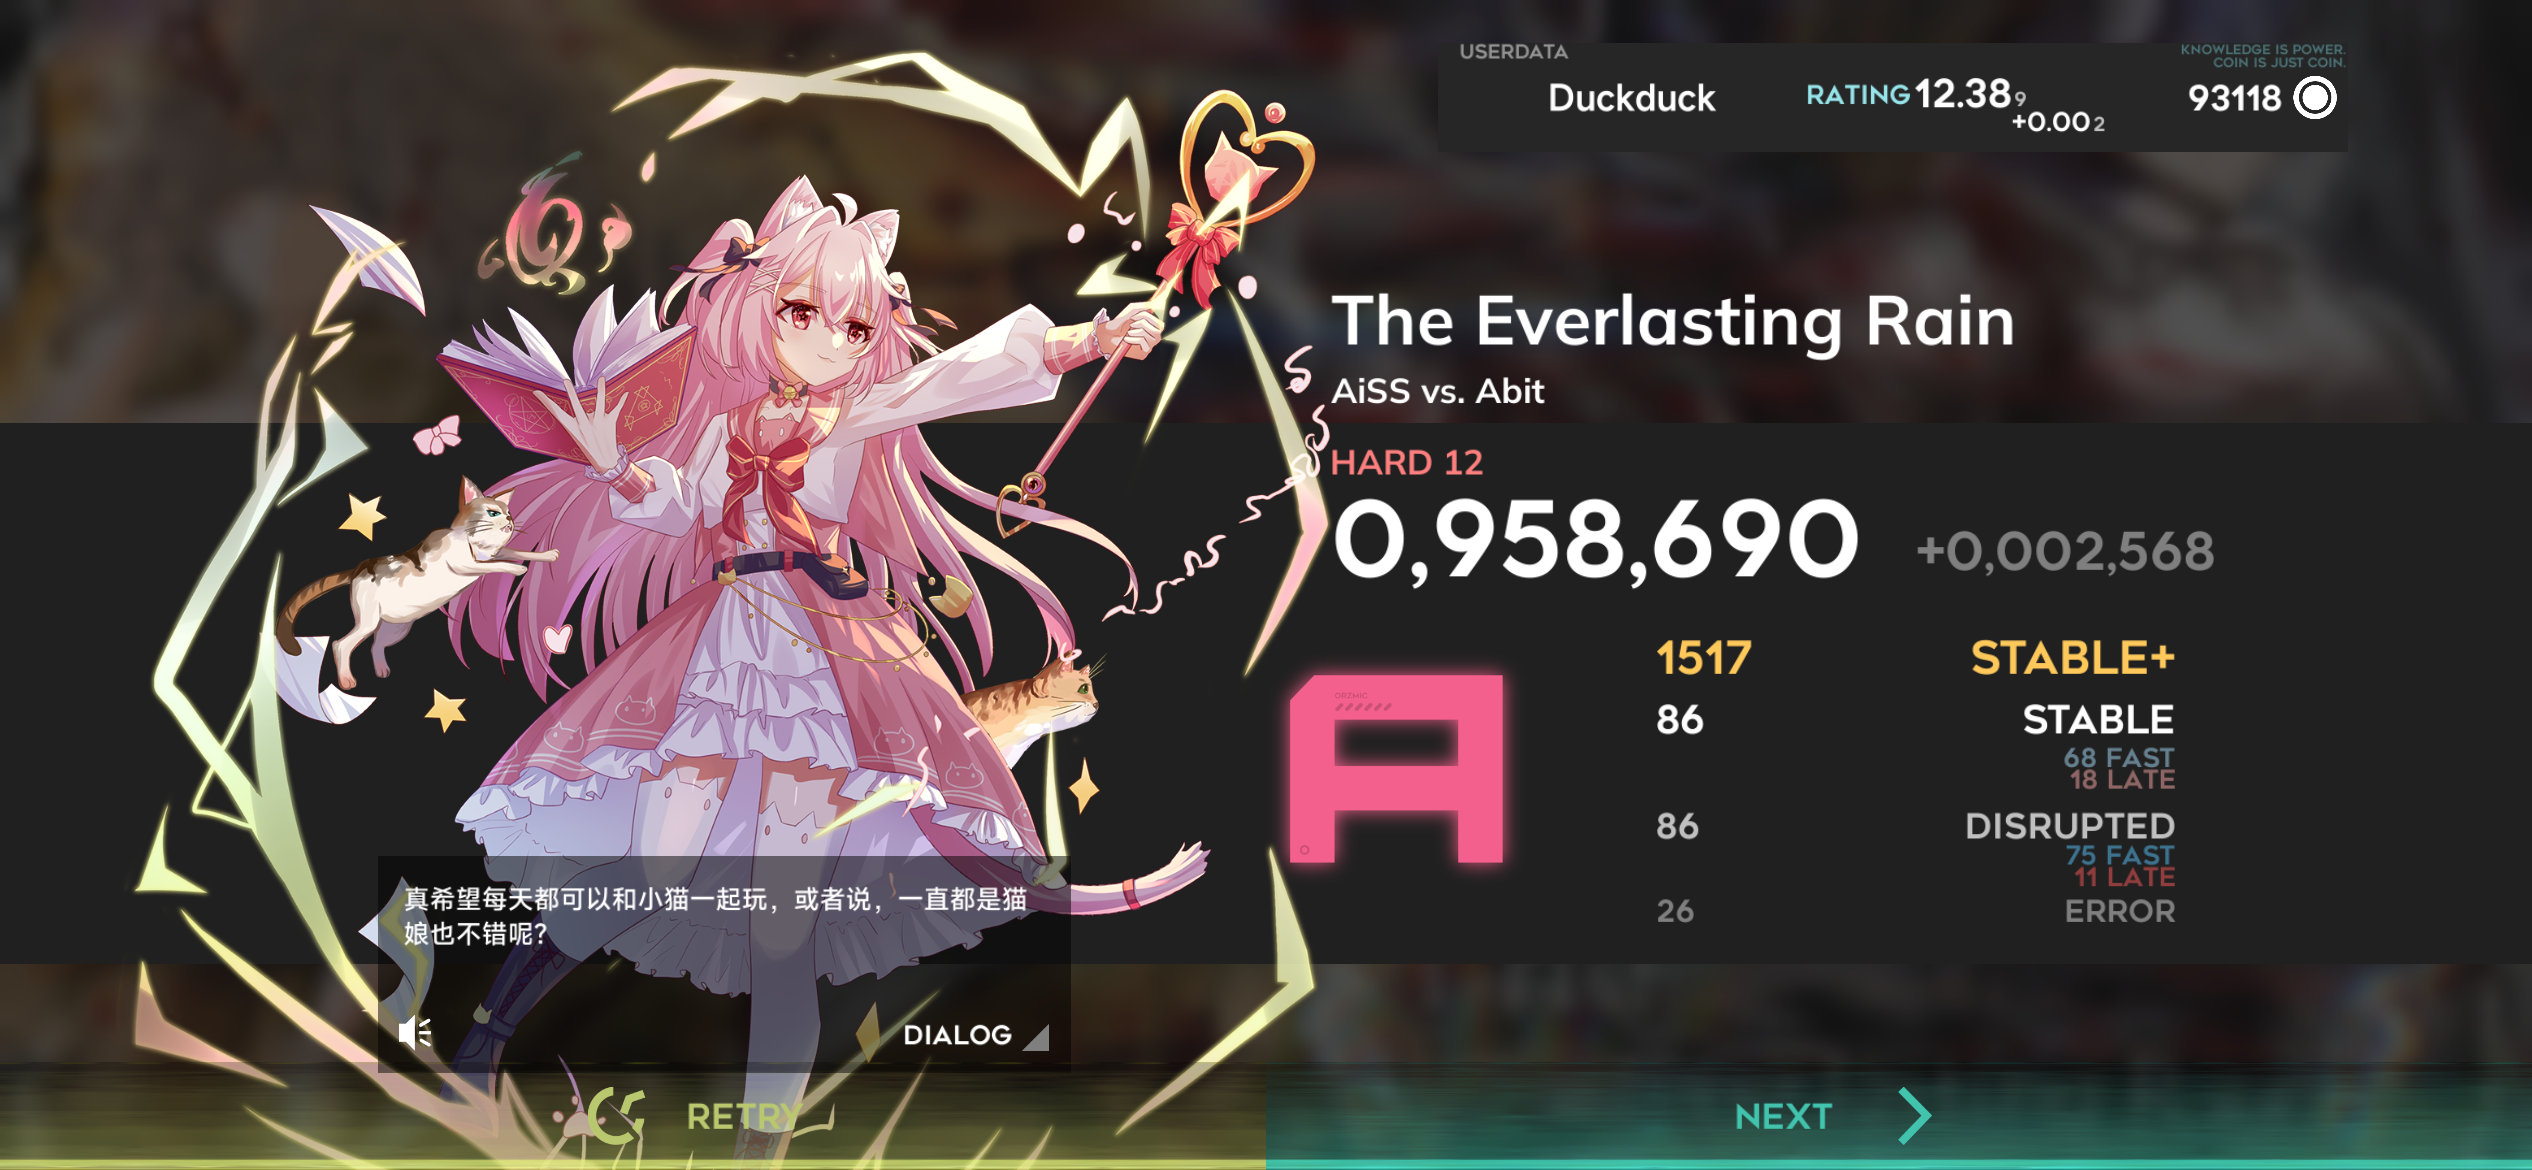 USERDATA
KNOWLEDGE IS POWER.
COIN IS JUST COIN.
Duckduck
RATING 12.389
+0.002
93118
The Everlasting Rain
AiSS vs. Abit
HARD 12
0,958,690 +0,002,568
ORZMIC
1517 STABLE+
86 STABLE
68 FAST
18 LATE
86 DISRUPTED
75 FAST
11 LATE
26 ERROR
真希望每天都可以和小猫一起玩，或者说，一直都是猫
娘也不错呢？
DIALOG
RETRY
NEXT